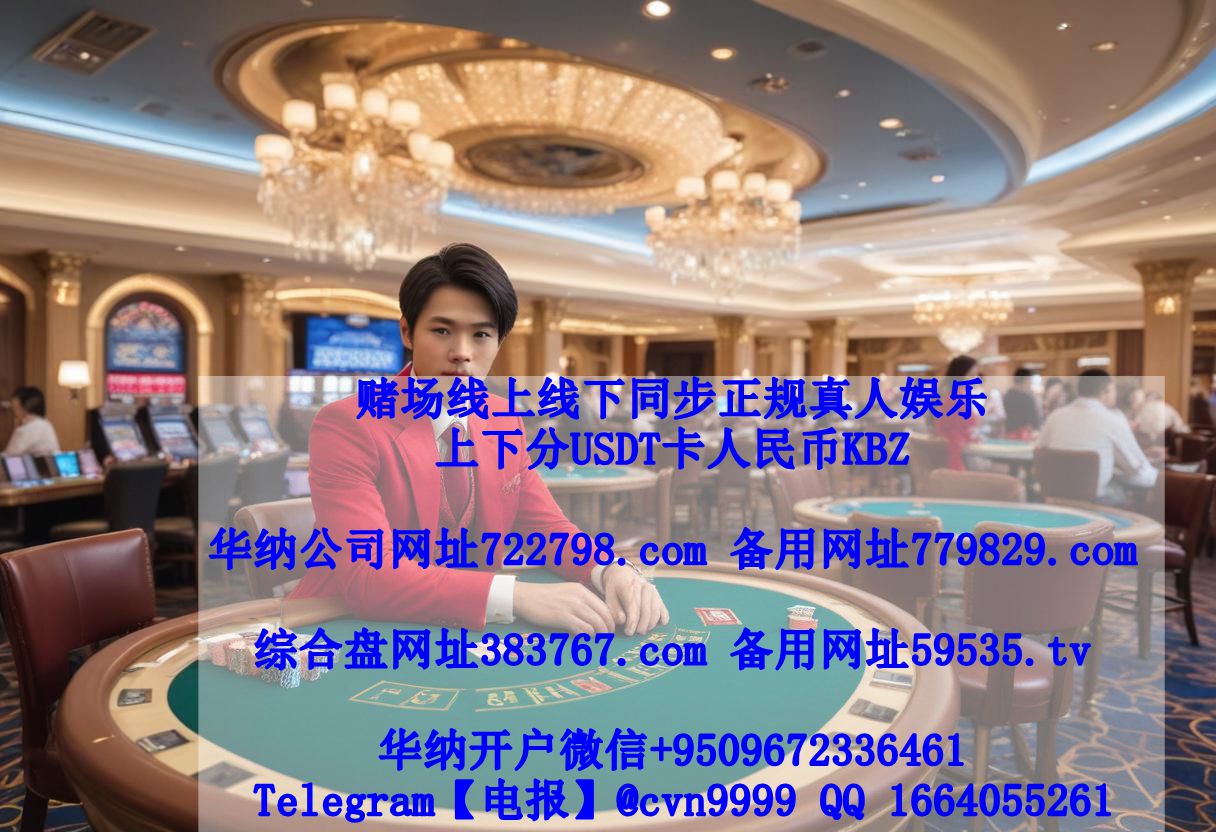 赌场线上线下同步正规真人娱乐
上下分USDT卡人民币KBZ
华纳公司网址722798.com 备用网址779829.com
综合盘网址383767.com 备用网址59535.tv
华纳开户微信+9509672336461
Telegram【电报】@cvn9999 QQ 1664055261